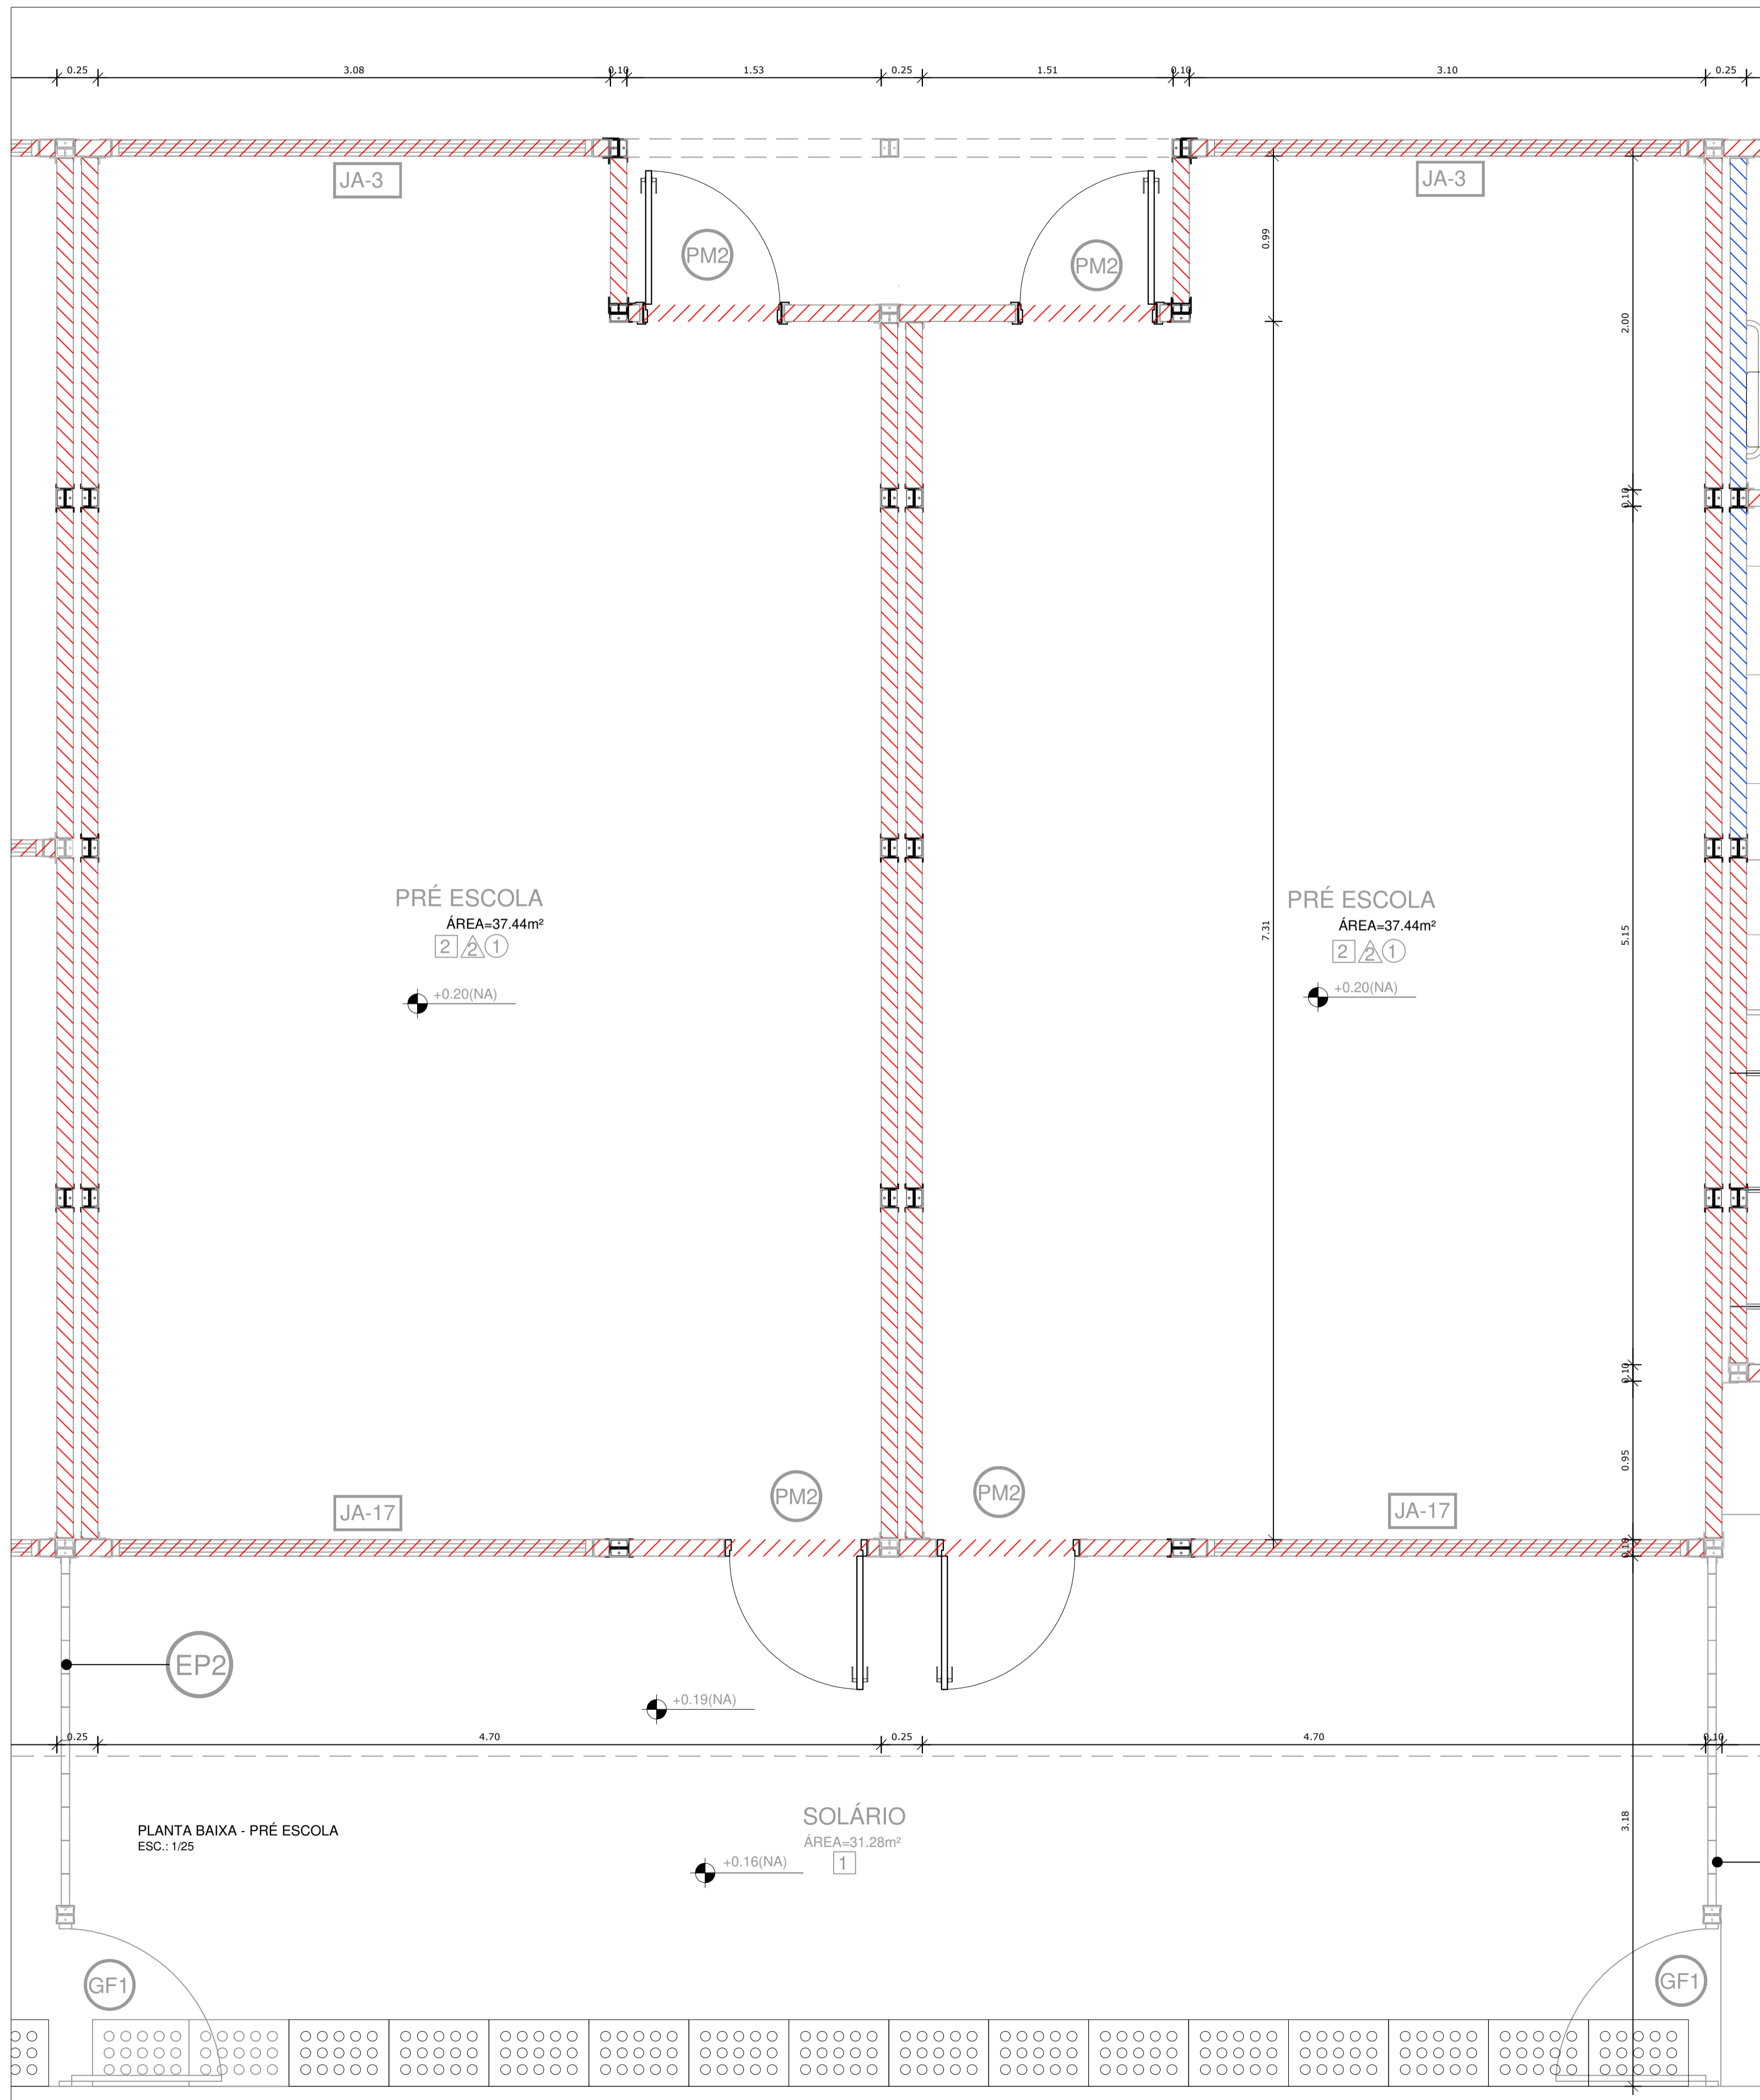 0.25 3.08 0.10 1.53 0.25 1.51 0.10 3.10 0.25
JA-3
JA-3
PM2
PM2
0.99
2.00
0.10
PRÉ ESCOLA
ÁREA=37.44m²
2 2 1
+0.20(NA)
PRÉ ESCOLA
ÁREA=37.44m²
2 2 1
+0.20(NA)
7.31
5.15
0.10
0.95
JA-17
PM2
PM2
JA-17
0.10
EP2
+0.19(NA)
0.25 4.70 0.25 4.70 0.10
PLANTA BAIXA - PRÉ ESCOLA
ESC.: 1/25
SOLÁRIO
ÁREA=31.28m²
1
+0.16(NA)
3.18
GF1
GF1